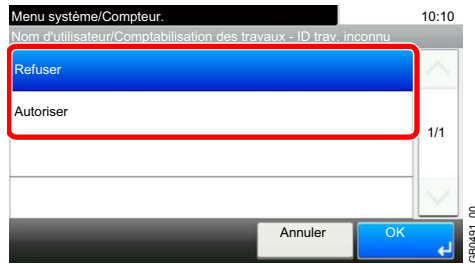 Menu système/Compteur. 10:10
Nom d'utilisateur/Comptabilisation des travaux - ID trav. inconnu
Refuser
Autoriser
1/1
Annuler
OK
GB0491_00